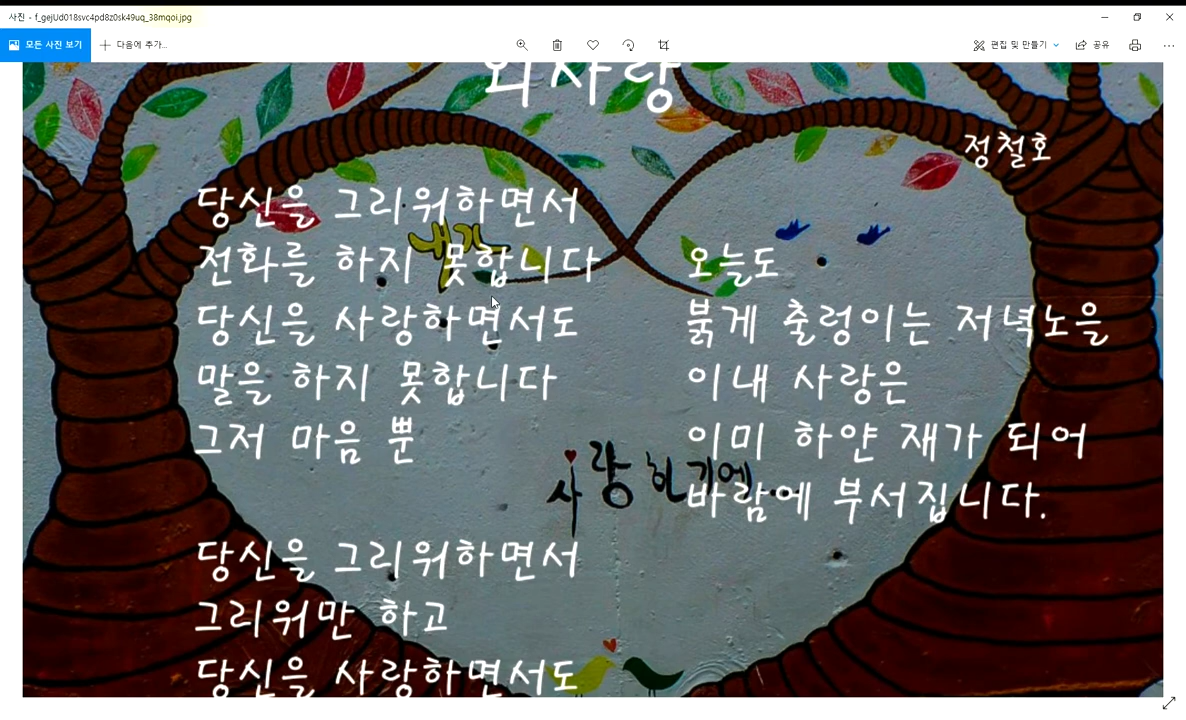 사진 - f_gejUd018svc4pd8z0sk49uq_38mqoi.jpg
모든 사진 보기
다음에 추가...
편집 및 만들기
공유
외사랑
정철호
당신을 그리워하면서
전화를 하지 못합니다
당신을 사랑하면서도
말을 하지 못합니다
그저 마음 뿐
당신을 그리워하면서
그리워만 하고
당신을 사랑하면서도
오늘도
붉게 출렁이는 저녁노을
이내 사랑은
이미 하얀 재가 되어
바람에 부서집니다.
내가
사랑하기에...